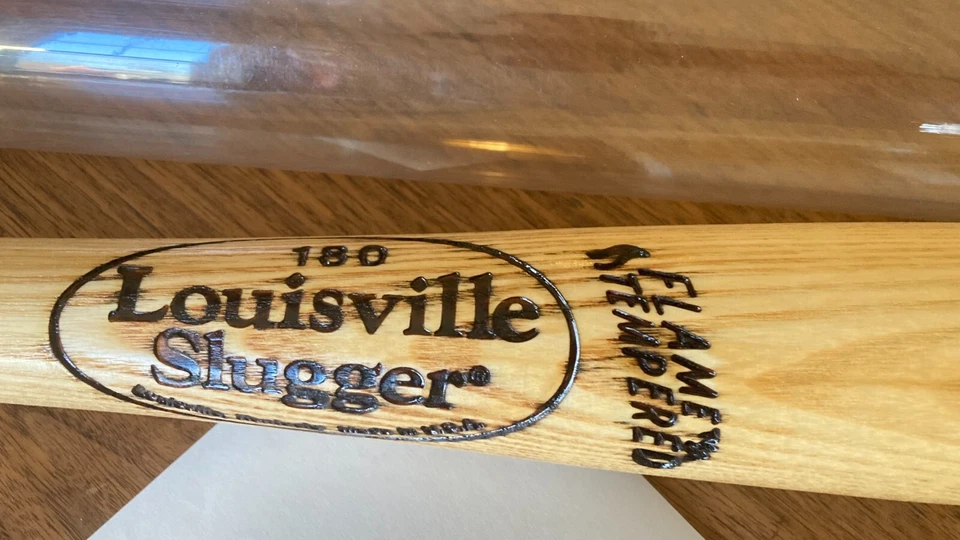 180
Louisville
Slugger®
FLAME
TEMPERED